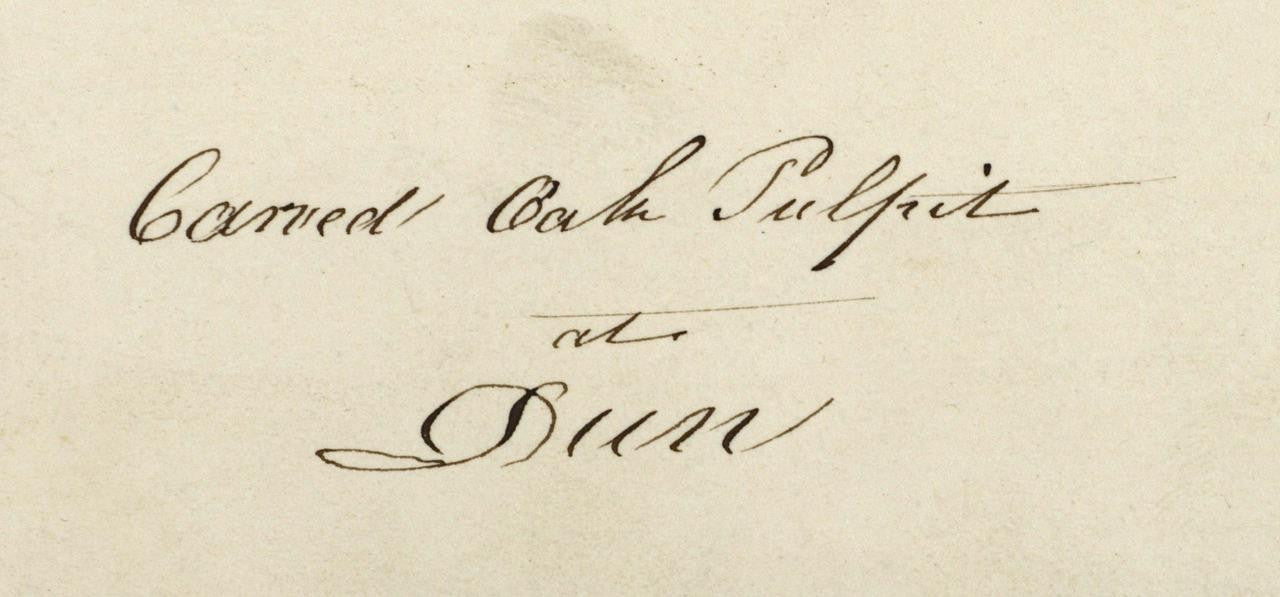 Carved Oak Pulpit
at
Dun